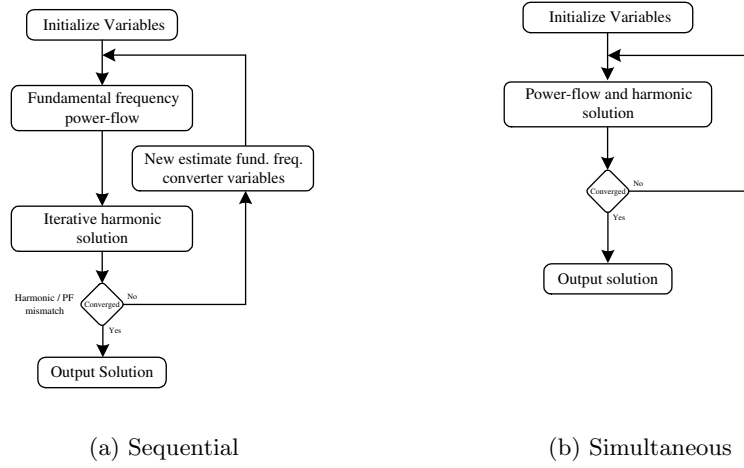 Initialize Variables
Fundamental frequency
power-flow
New estimate fund. freq.
converter variables
Iterative harmonic
solution
Harmonic / PF
mismatch
Converged
No
Yes
Output Solution
(a) Sequential
Initialize Variables
Power-flow and harmonic
solution
Converged
No
Yes
Output solution
(b) Simultaneous